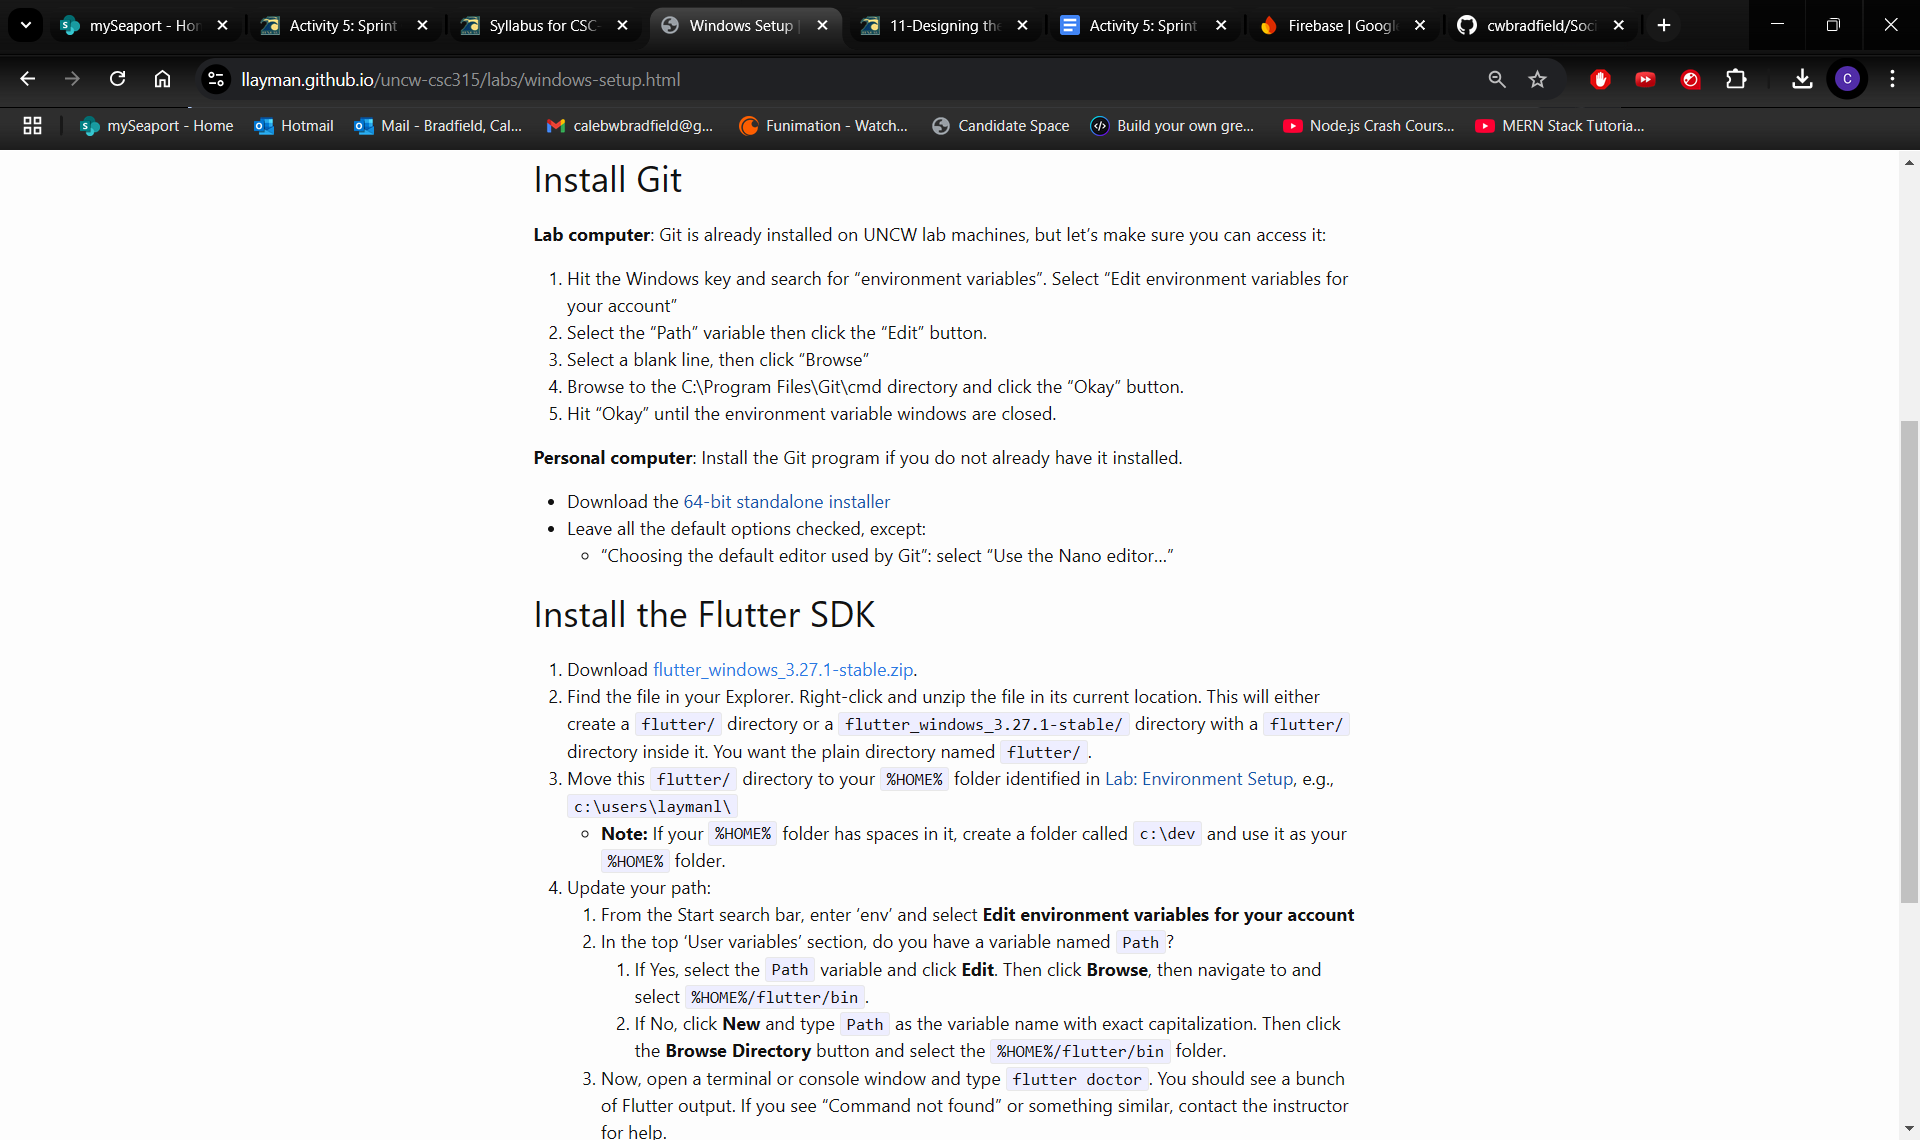 mySeaport - Hor
Activity 5: Sprint
Syllabus for CSC-
Windows Setup |
11-Designing the
Activity 5: Sprint
Firebase | Google
cwbradfield/Soci
llayman.github.io/uncw-csc315/labs/windows-setup.html
C
mySeaport - Home
Hotmail
Mail - Bradfield, Cal...
calebwbradfield@g...
Funimation - Watch...
Candidate Space
Build your own gre...
Node.js Crash Cours...
MERN Stack Tutoria...
Install Git
Lab computer: Git is already installed on UNCW lab machines, but let’s make sure you can access it:
1. Hit the Windows key and search for “environment variables”. Select “Edit environment variables for
your account”
2. Select the “Path” variable then click the “Edit” button.
3. Select a blank line, then click “Browse”
4. Browse to the C:\Program Files\Git\cmd directory and click the “Okay” button.
5. Hit “Okay” until the environment variable windows are closed.
Personal computer: Install the Git program if you do not already have it installed.
• Download the 64-bit standalone installer
• Leave all the default options checked, except:
◦ “Choosing the default editor used by Git”: select “Use the Nano editor…”
Install the Flutter SDK
1. Download flutter_windows_3.27.1-stable.zip.
2. Find the file in your Explorer. Right-click and unzip the file in its current location. This will either
create a flutter/ directory or a flutter_windows_3.27.1-stable/ directory with a flutter/
directory inside it. You want the plain directory named flutter/.
3. Move this flutter/ directory to your %HOME% folder identified in Lab: Environment Setup, e.g.,
c:\users\laymanl\
◦ Note: If your %HOME% folder has spaces in it, create a folder called c:\dev and use it as your
%HOME% folder.
4. Update your path:
1. From the Start search bar, enter ‘env’ and select Edit environment variables for your account
2. In the top ‘User variables’ section, do you have a variable named Path?
1. If Yes, select the Path variable and click Edit. Then click Browse, then navigate to and
select %HOME%/flutter/bin.
2. If No, click New and type Path as the variable name with exact capitalization. Then click
the Browse Directory button and select the %HOME%/flutter/bin folder.
3. Now, open a terminal or console window and type flutter doctor. You should see a bunch
of Flutter output. If you see “Command not found” or something similar, contact the instructor
for help.